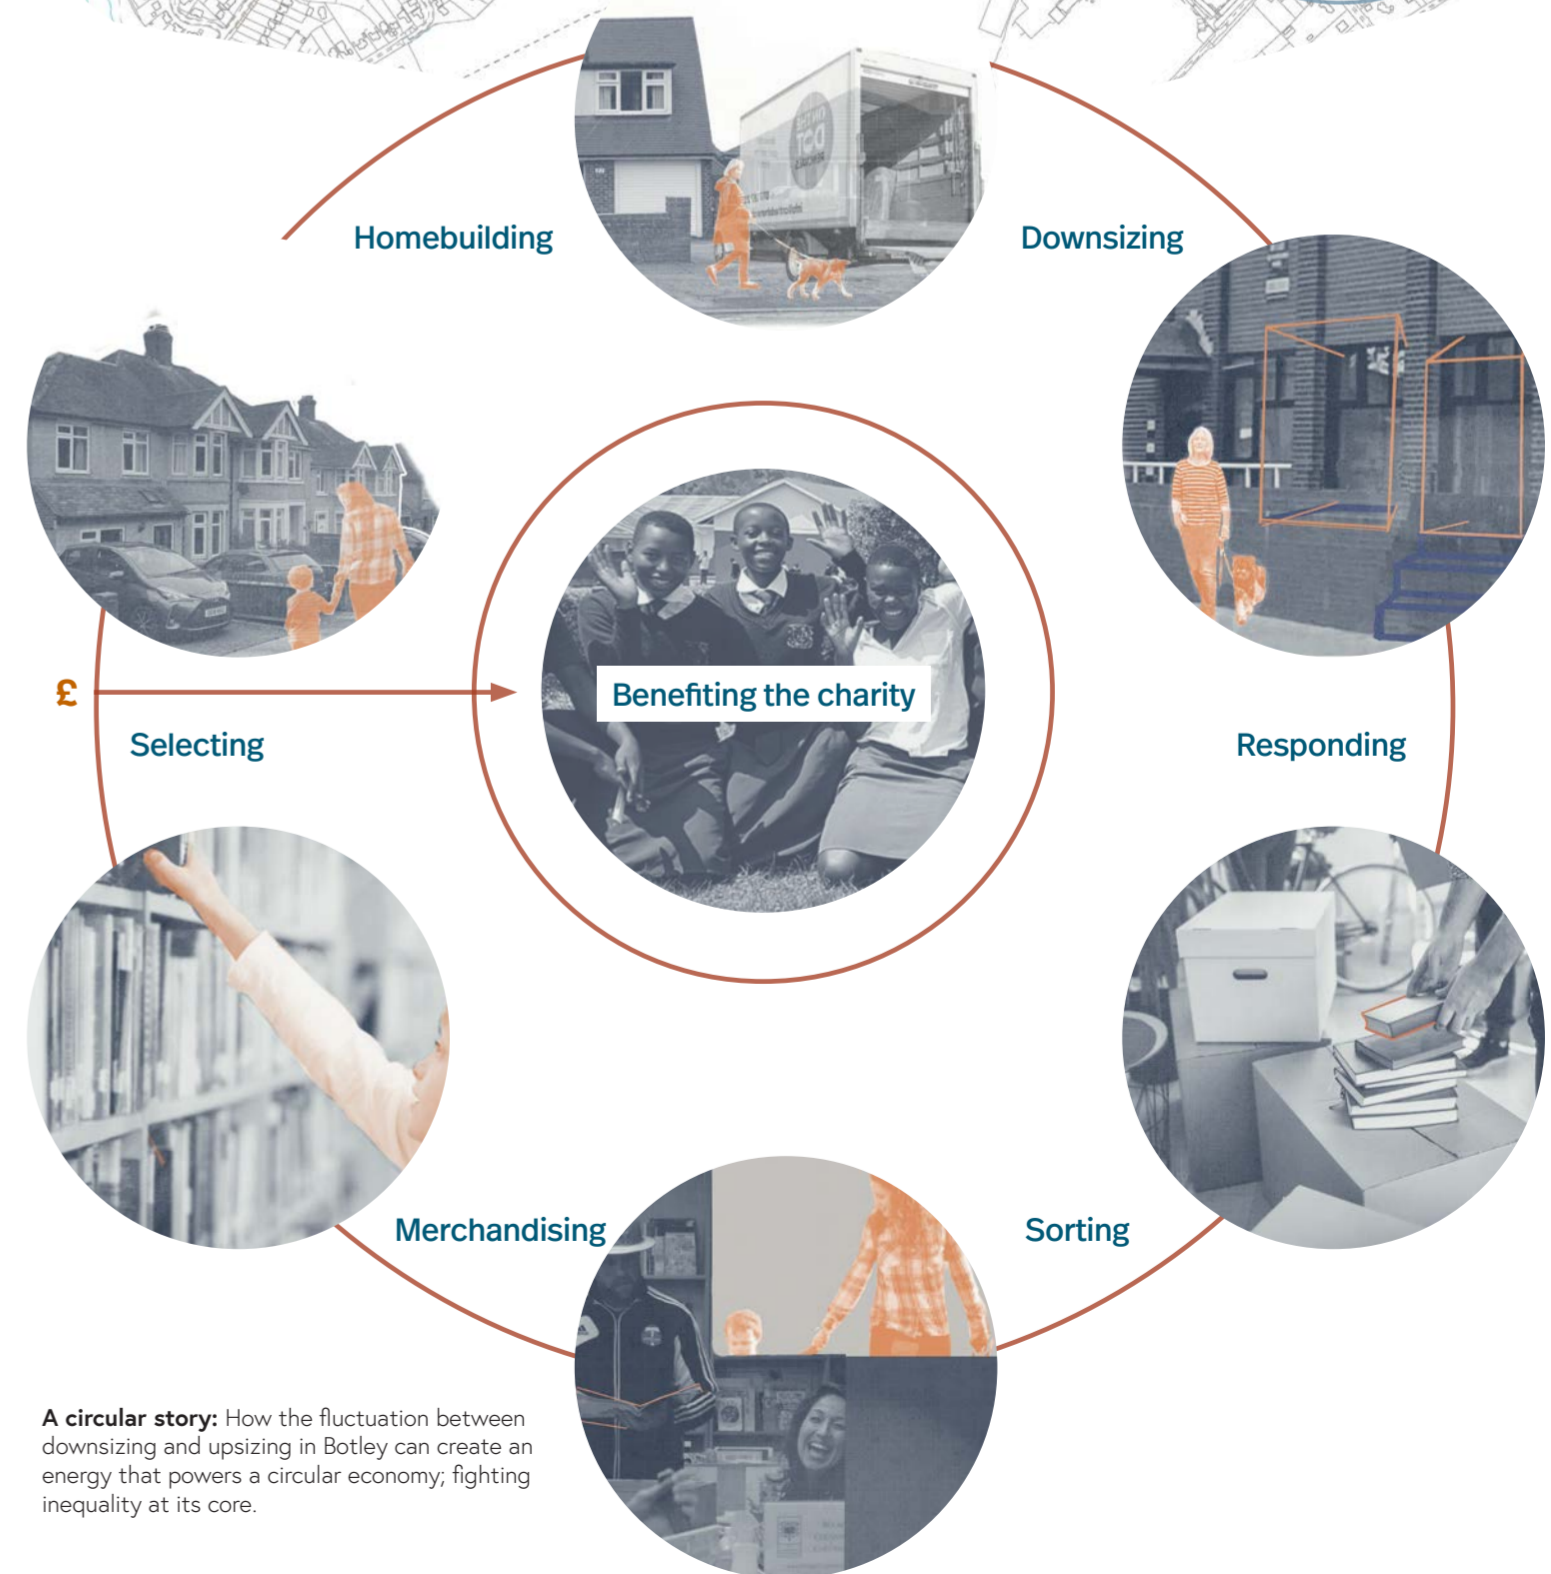 Homebuilding
Downsizing
£
Benefiting the charity
Selecting
Responding
Merchandising
Sorting
A circular story: How the fluctuation between
downsizing and upsizing in Botley can create an
energy that powers a circular economy; fighting
inequality at its core.